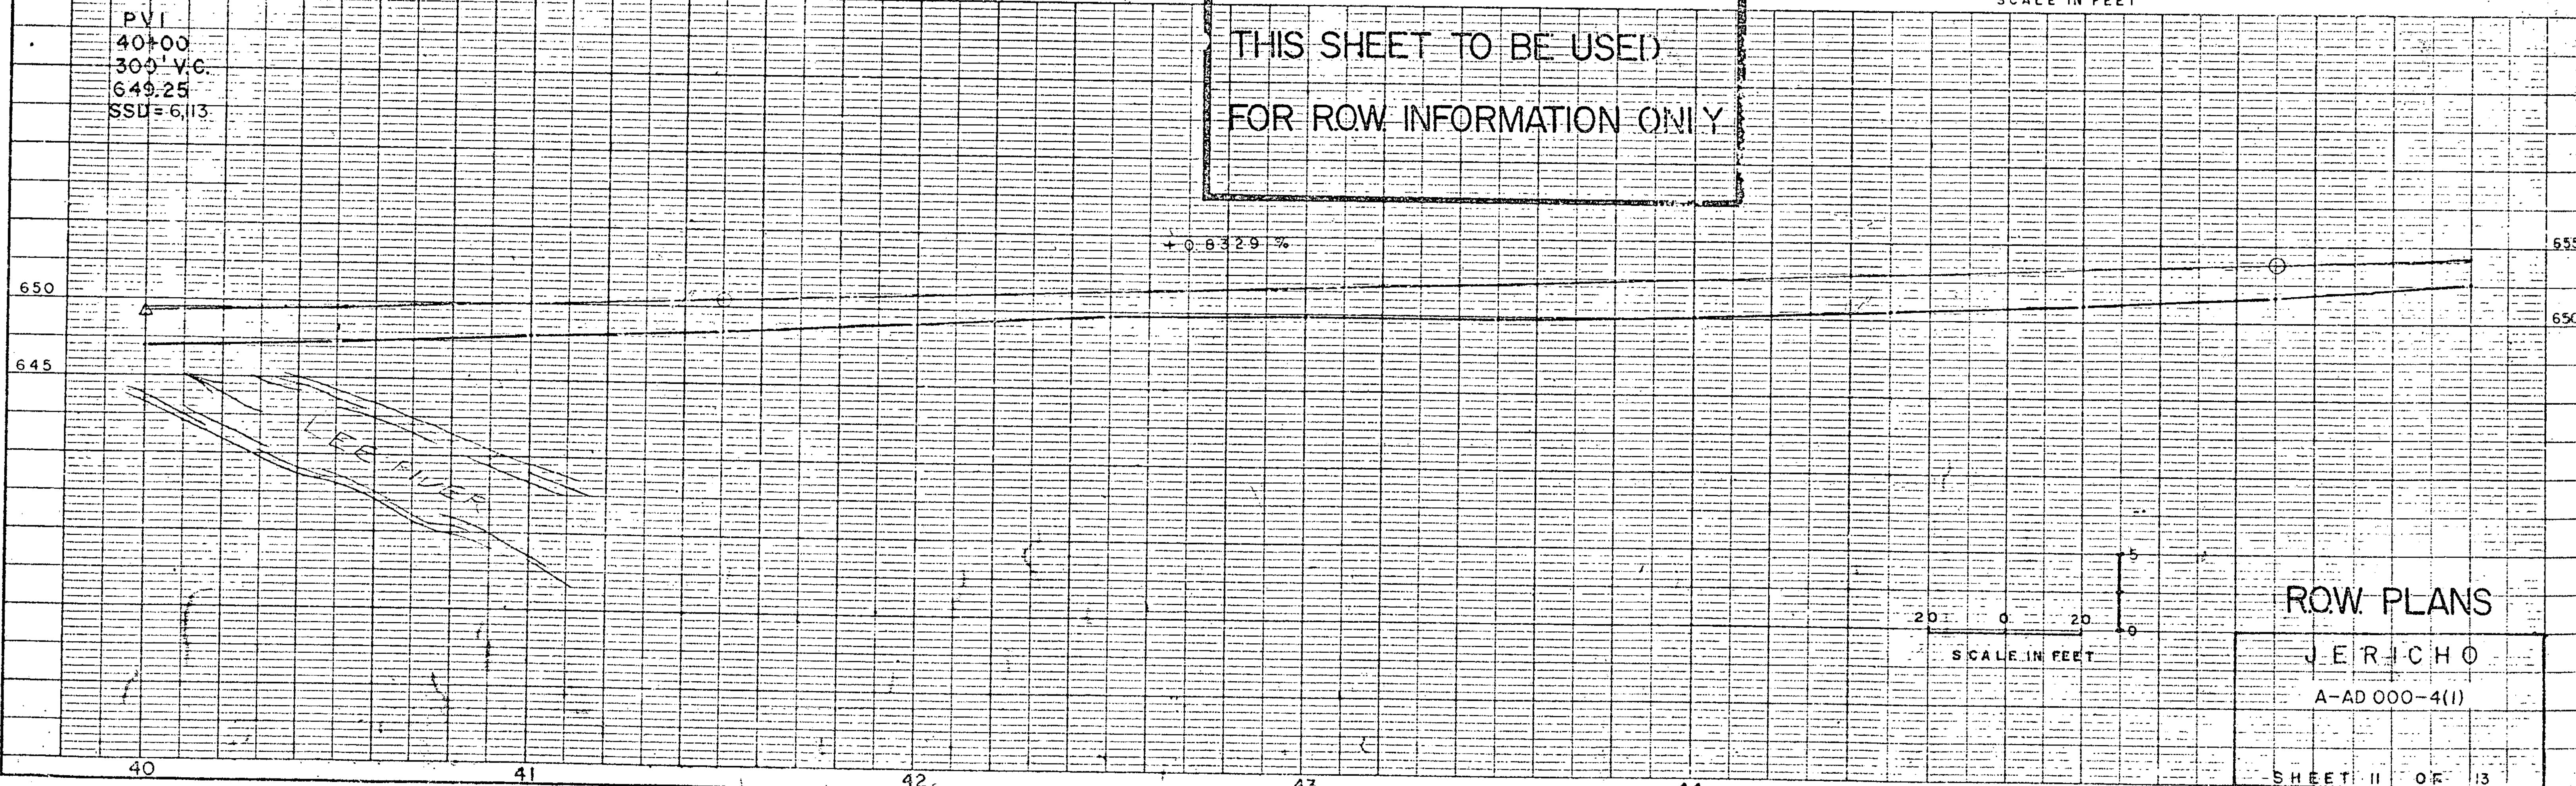 SCALE IN FEET
PVI
40+00
300' V.C.
649.25
SSD = 6,113
THIS SHEET TO BE USED
FOR R.O.W. INFORMATION ONLY
+0.8329 %
655
650
650
645
LEE RIVER
5
20 0 20
0
SCALE IN FEET
R.O.W. PLANS
JERICHO
A-AD 000-4(1)
SHEET 11 OF 13
40 41 42 43 44